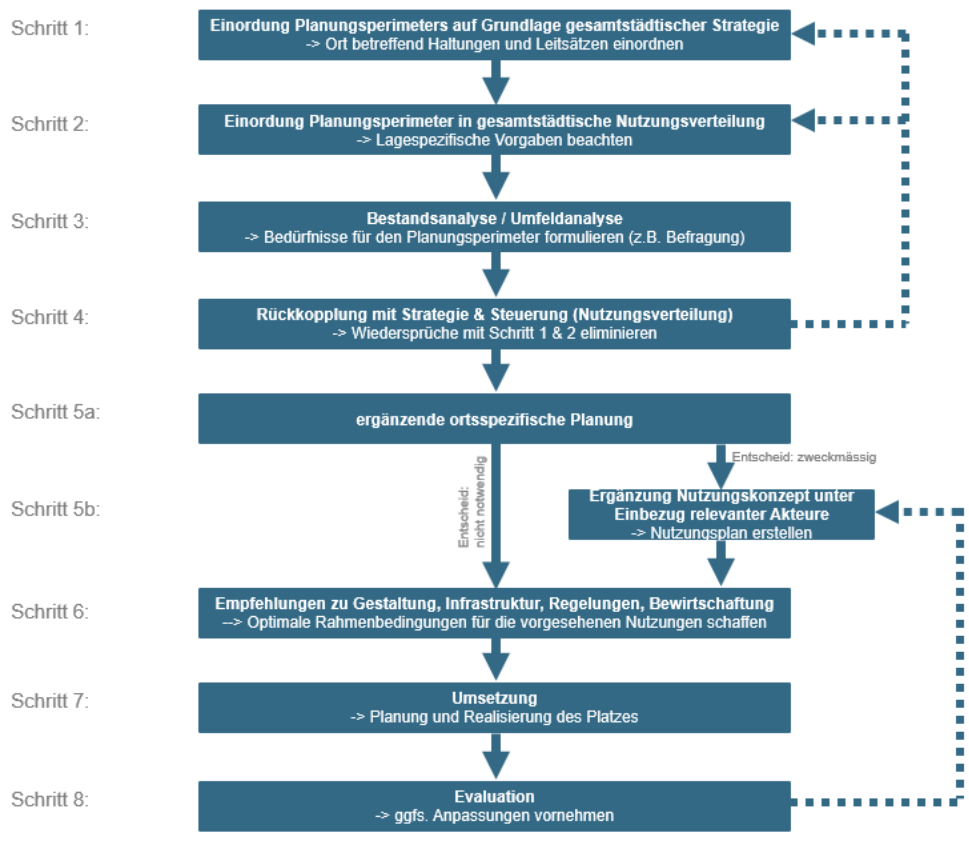 Schritt 1:
Einordung Planungsperimeters auf Grundlage gesamtstädtischer Strategie
-> Ort betreffend Haltungen und Leitsätzen einordnen
Schritt 2:
Einordung Planungsperimeter in gesamtstädtische Nutzungsverteilung
-> Lagespezifische Vorgaben beachten
Schritt 3:
Bestandsanalyse / Umfeldanalyse
-> Bedürfnisse für den Planungsperimeter formulieren (z.B. Befragung)
Schritt 4:
Rückkopplung mit Strategie & Steuerung (Nutzungsverteilung)
-> Wiedersprüche mit Schritt 1 & 2 eliminieren
Schritt 5a:
ergänzende ortsspezifische Planung
Entscheid:
nicht notwendig
Entscheid: zweckmässig
Schritt 5b:
Ergänzung Nutzungskonzept unter
Einbezug relevanter Akteure
-> Nutzungsplan erstellen
Schritt 6:
Empfehlungen zu Gestaltung, Infrastruktur, Regelungen, Bewirtschaftung
--> Optimale Rahmenbedingungen für die vorgesehenen Nutzungen schaffen
Schritt 7:
Umsetzung
-> Planung und Realisierung des Platzes
Schritt 8:
Evaluation
-> ggfs. Anpassungen vornehmen